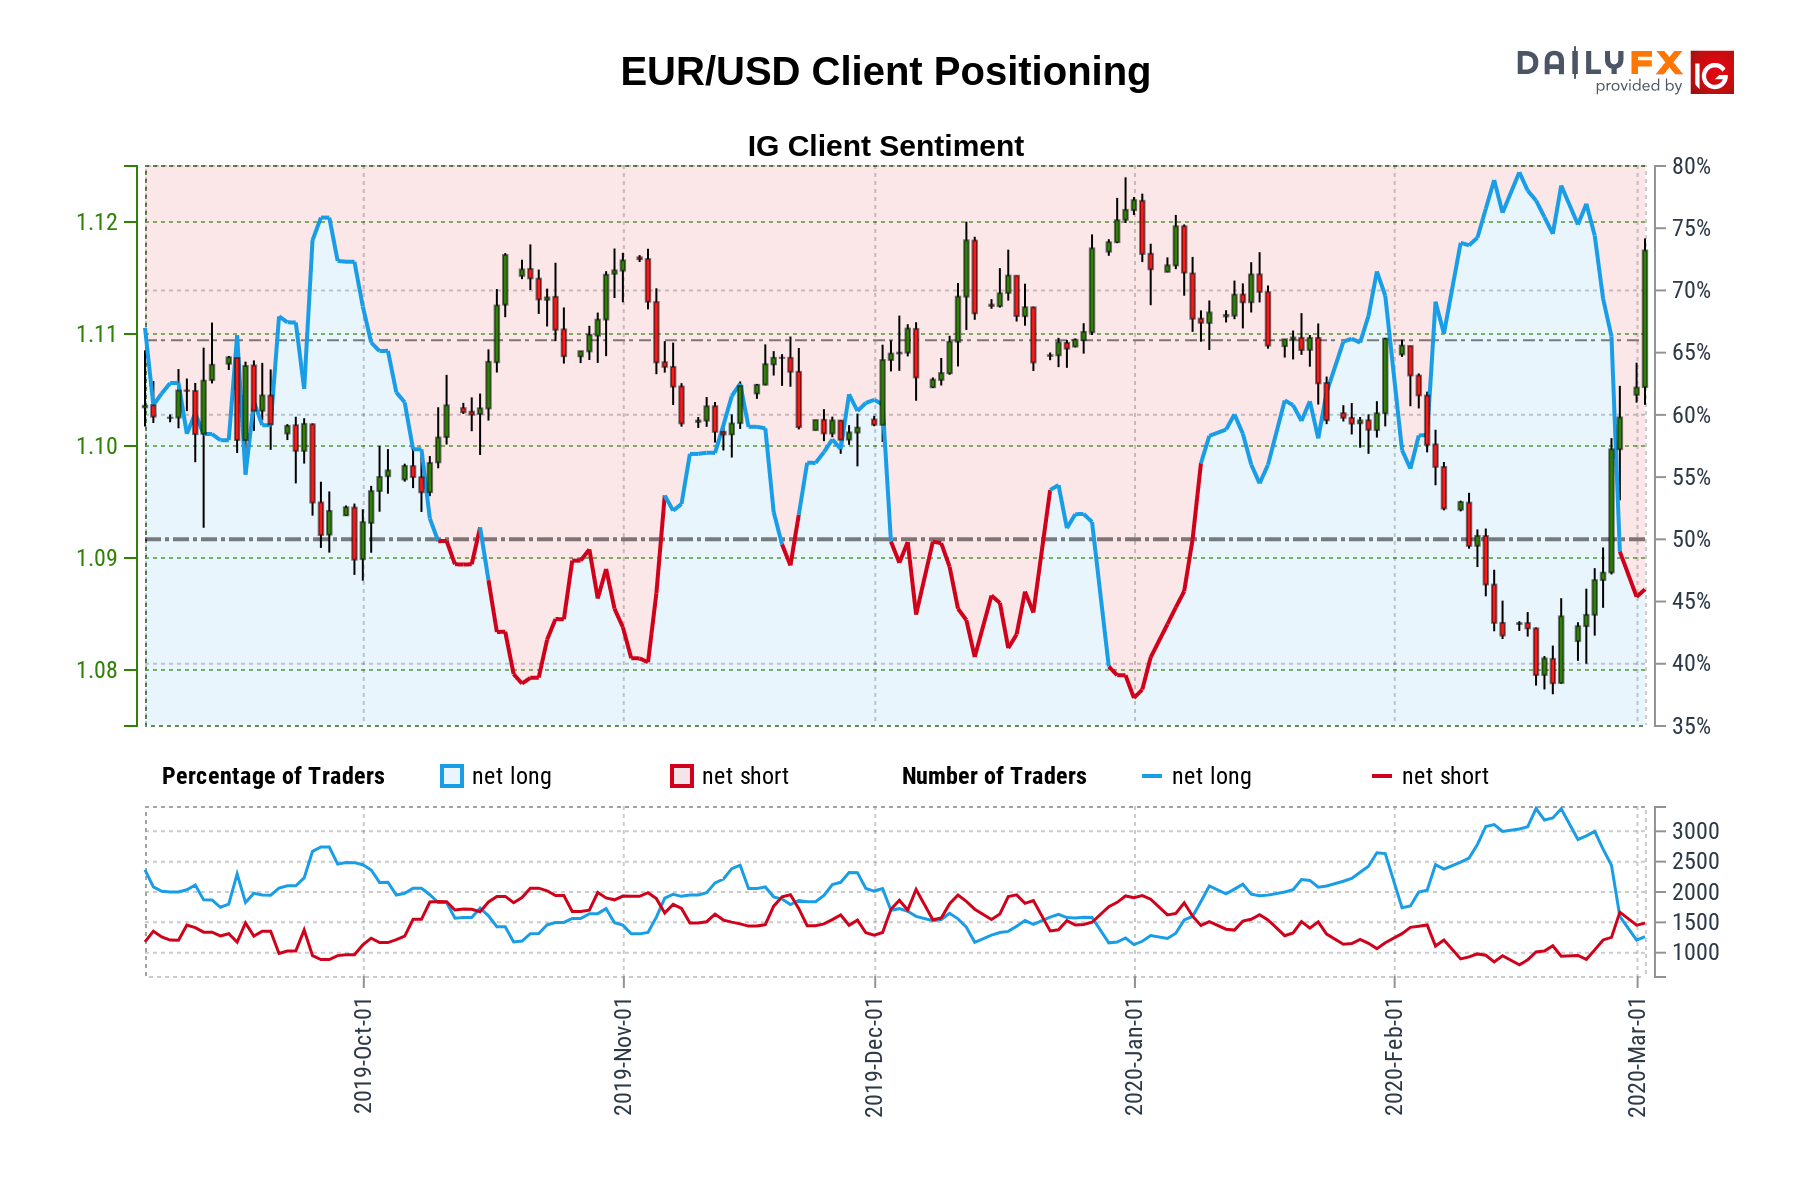 EUR/USD Client Positioning
DAILYFX
provided by IG
IG Client Sentiment
80%
1.12
75%
70%
1.11
65%
60%
1.10
55%
50%
1.09
45%
40%
1.08
35%
Percentage of Traders net long net short Number of Traders net long net short
3000
2500
2000
1500
1000
2019-Oct-01
2019-Nov-01
2019-Dec-01
2020-Jan-01
2020-Feb-01
2020-Mar-01